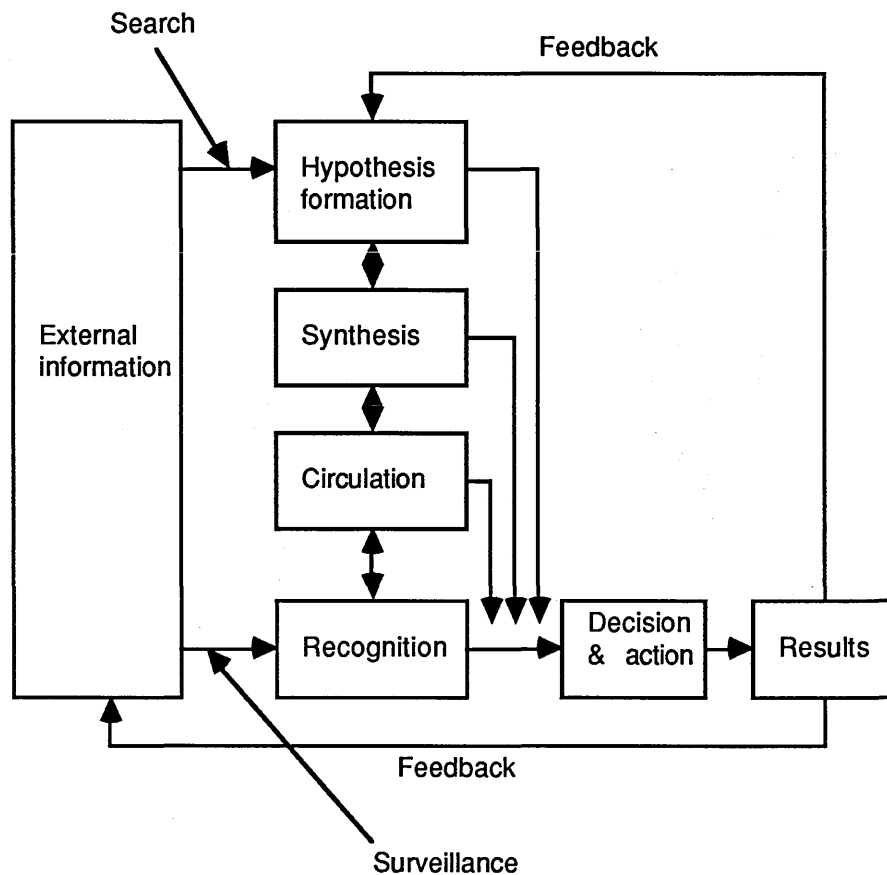 Search
Feedback
Hypothesis
formation
External
information
Synthesis
Circulation
Recognition
Decision
& action
Results
Feedback
Surveillance